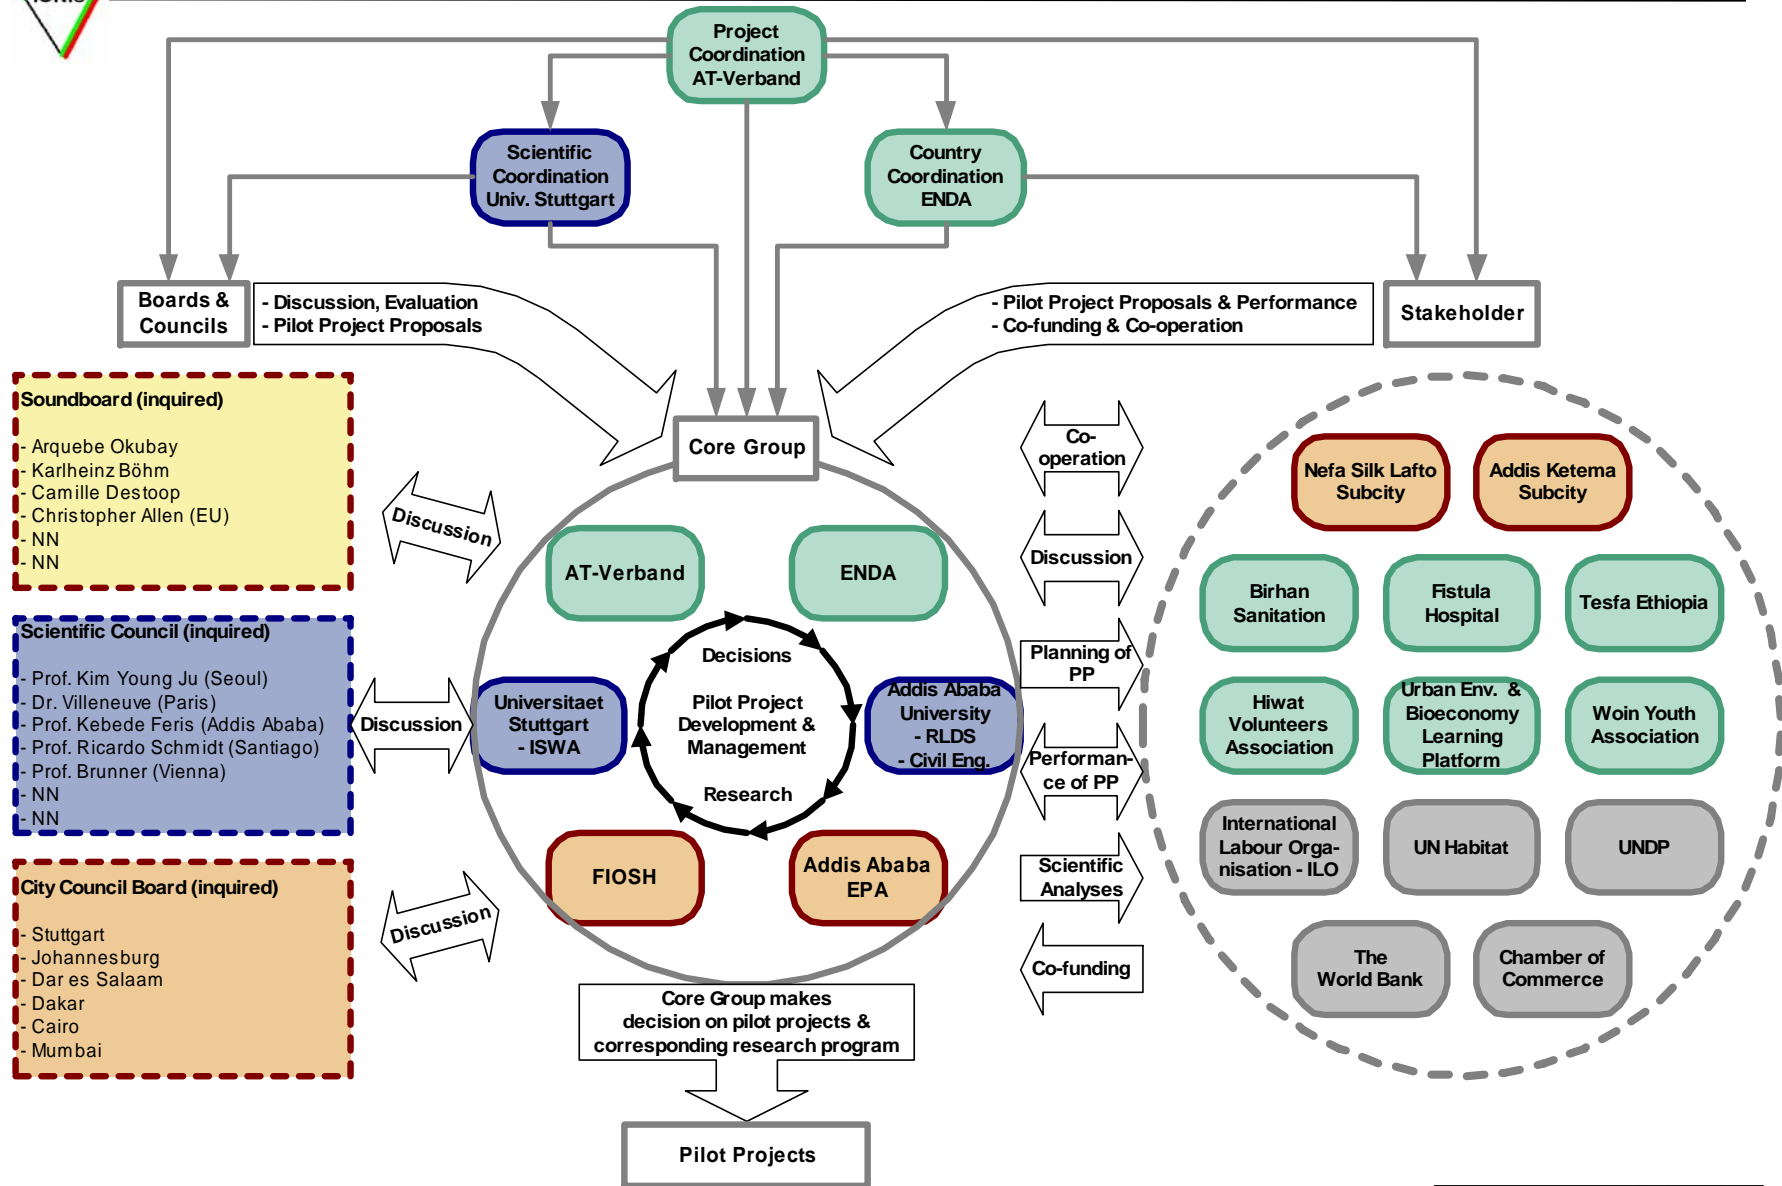 Project
Coordination
AT-Verband
Scientific
Coordination
Univ. Stuttgart
Country
Coordination
ENDA
Boards &
Councils
- Discussion, Evaluation
- Pilot Project Proposals
- Pilot Project Proposals & Performance
- Co-funding & Co-operation
Stakeholder
Core Group
Soundboard (inquired)
- Arquebe Okubay
- Karlheinz Böhm
- Camille Destoop
- Christopher Allen (EU)
- NN
- NN
Discussion
Scientific Council (inquired)
- Prof. Kim Young Ju (Seoul)
- Dr. Villeneuve (Paris)
- Prof. Kebede Feris (Addis Ababa)
- Prof. Ricardo Schmidt (Santiago)
- Prof. Brunner (Vienna)
- NN
- NN
Discussion
City Council Board (inquired)
- Stuttgart
- Johannesburg
- Dar es Salaam
- Dakar
- Cairo
- Mumbai
Discussion
AT-Verband
ENDA
Universitaet
Stuttgart
- ISWA
Decisions
Pilot Project
Development &
Management
Research
Addis Ababa
University
- RLDS
- Civil Eng.
FIOSH
Addis Ababa
EPA
Core Group makes
decision on pilot projects &
corresponding research program
Pilot Projects
Co-
operation
Discussion
Planning of
PP
Performan-
ce of PP
Scientific
Analyses
Co-funding
Nefa Silk Lafto
Subcity
Addis Ketema
Subcity
Birhan
Sanitation
Fistula
Hospital
Tesfa Ethiopia
Hiwat
Volunteers
Association
Urban Env. &
Bioeconomy
Learning
Platform
Woin Youth
Association
International
Labour Orga-
nisation - ILO
UN Habitat
UNDP
The
World Bank
Chamber of
Commerce